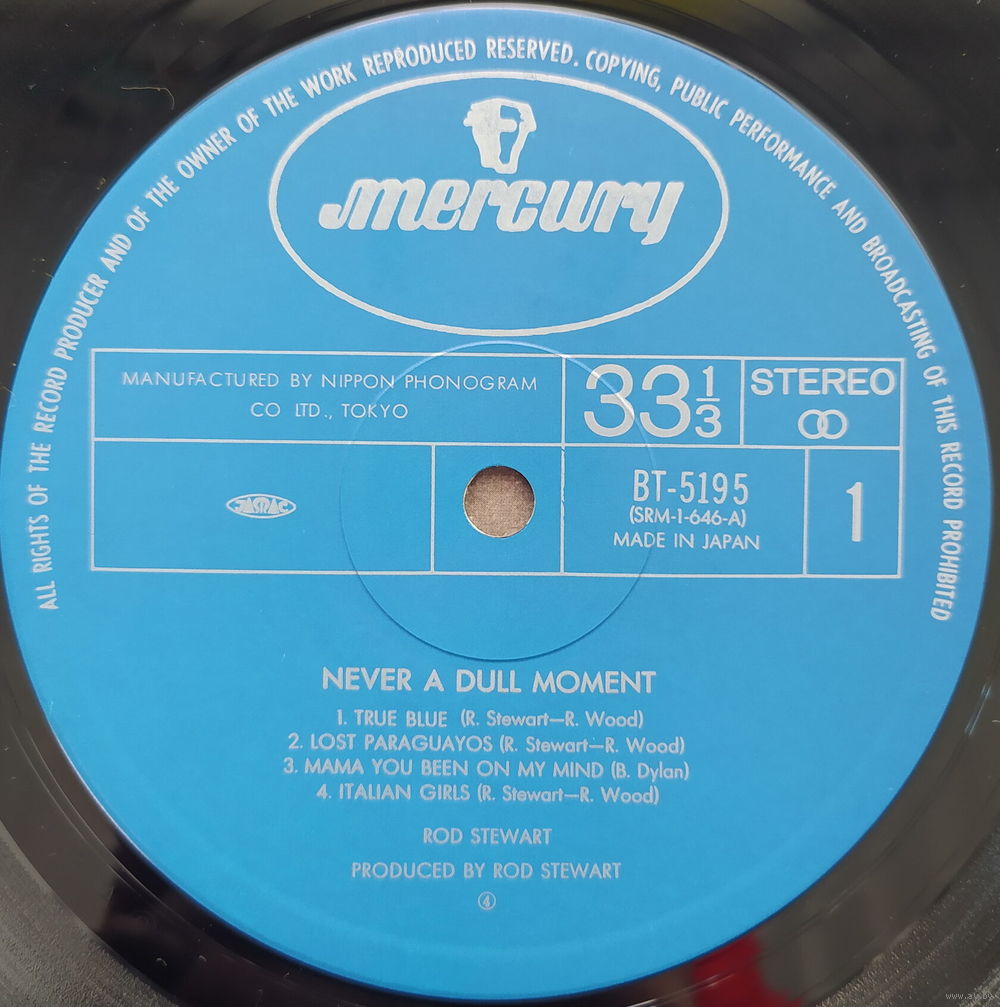 ALL RIGHTS OF THE RECORD PRODUCER AND OF THE OWNER OF THE WORK REPRODUCED RESERVED. COPYING, PUBLIC PERFORMANCE AND BROADCASTING OF THIS RECORD PROHIBITED
mercury
MANUFACTURED BY NIPPON PHONOGRAM
CO LTD., TOKYO
33 1/3
STEREO
JASRAC
BT-5195
(SRM-1-646-A)
MADE IN JAPAN
1
NEVER A DULL MOMENT
1. TRUE BLUE (R. Stewart—R. Wood)
2. LOST PARAGUAYOS (R. Stewart—R. Wood)
3. MAMA YOU BEEN ON MY MIND (B. Dylan)
4. ITALIAN GIRLS (R. Stewart—R. Wood)
ROD STEWART
PRODUCED BY ROD STEWART
④